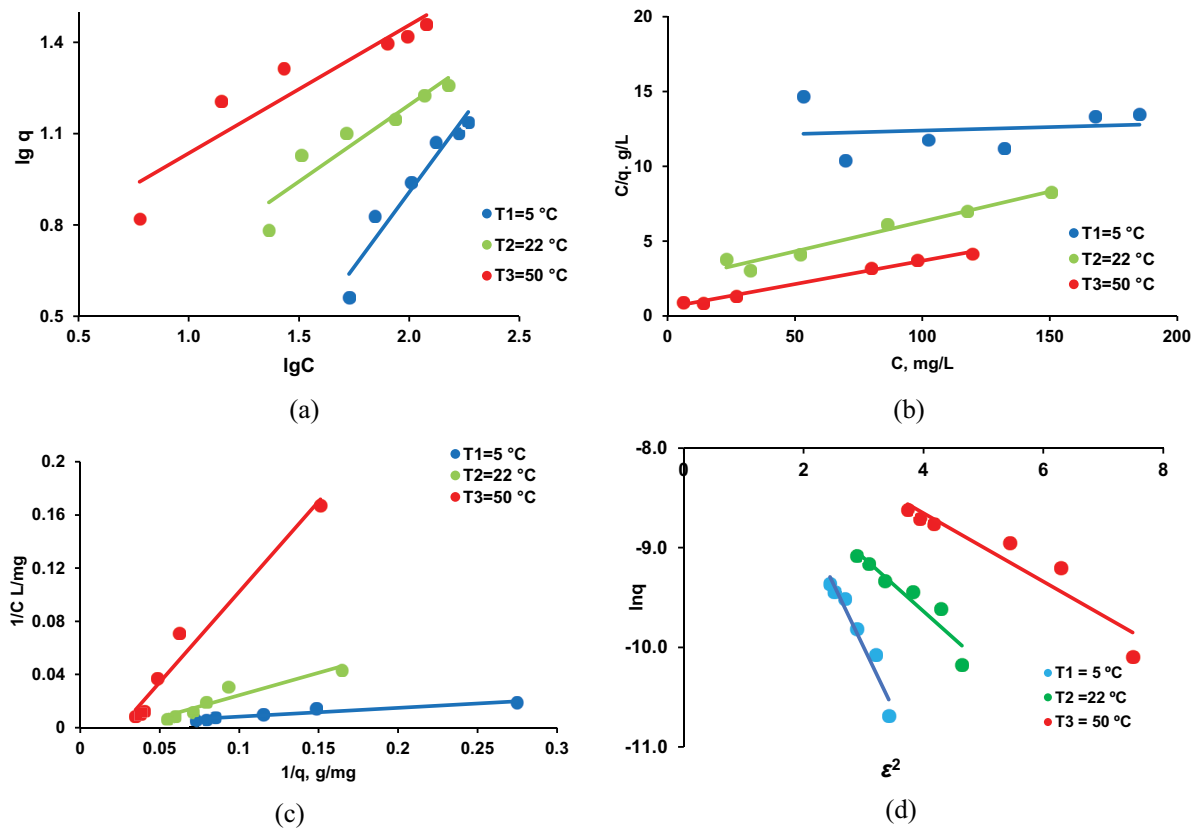 1.4
1.1
0.8
0.5
lg q
0.5
1.0
1.5
2.0
2.5
lgC
T1=5 °C
T2=22 °C
T3=50 °C
(a)
20
15
10
5
0
C/q. g/L
0
50
100
150
200
C, mg/L
T1=5 °C
T2=22 °C
T3=50 °C
(b)
0.2
0.16
0.12
0.08
0.04
0
1/C L/mg
0
0.05
0.1
0.15
0.2
0.25
0.3
1/q, g/mg
T1=5 °C
T2=22 °C
T3=50 °C
(c)
-8.0
-9.0
-10.0
-11.0
lnq
0
2
4
6
8
ε²
T1 = 5 ºC
T2 =22 ºC
T3 = 50 ºC
(d)